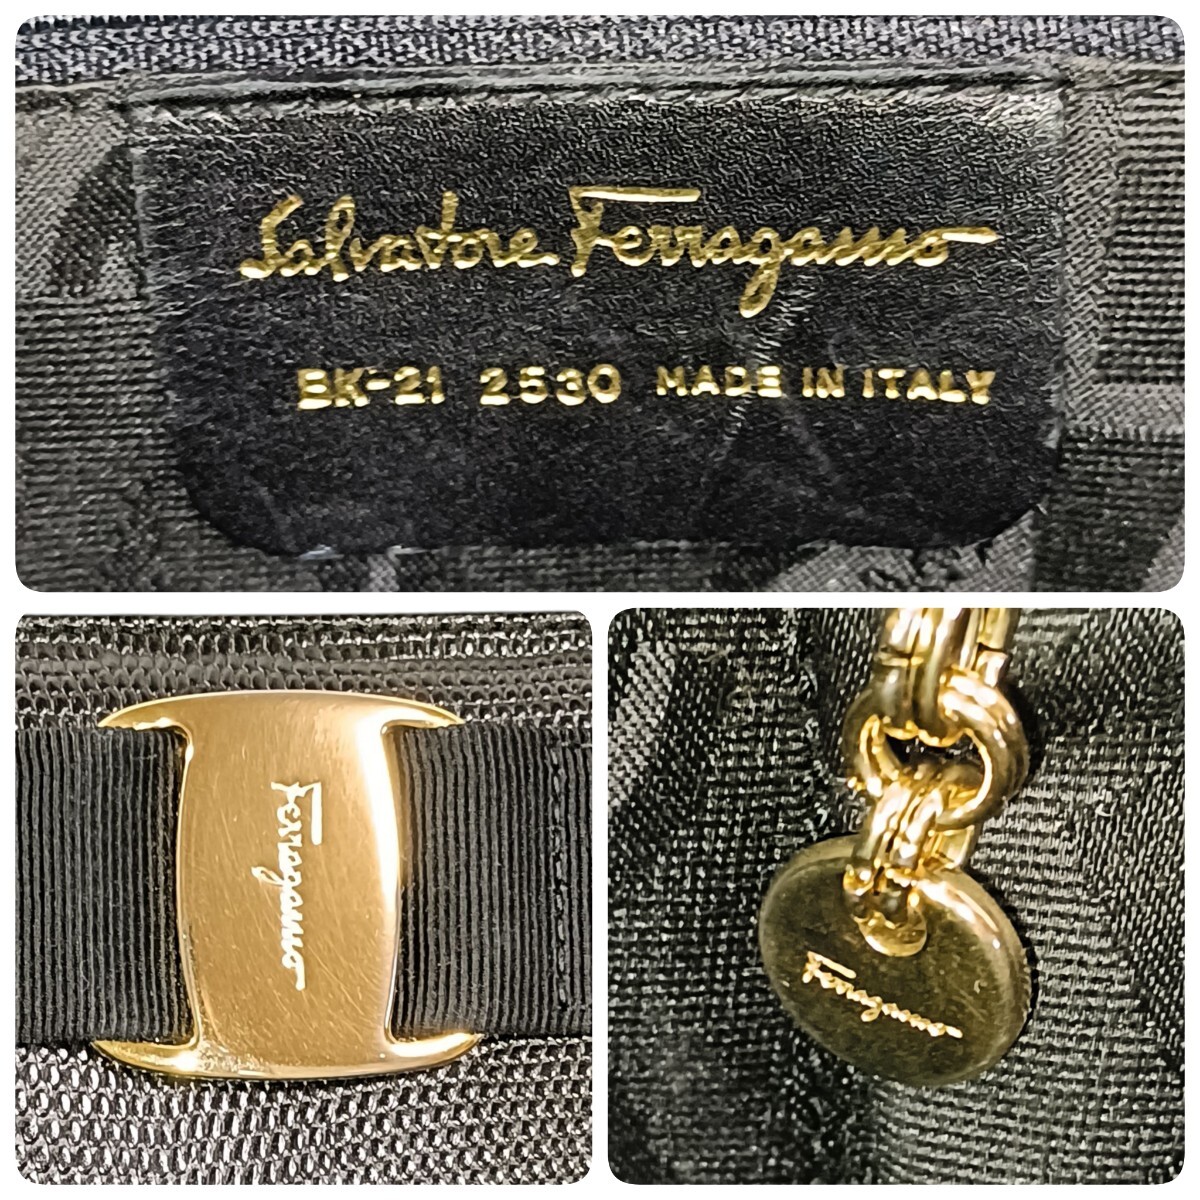 Salvatore Ferragamo
BK-21 2530 MADE IN ITALY
Ferragamo
Ferragamo